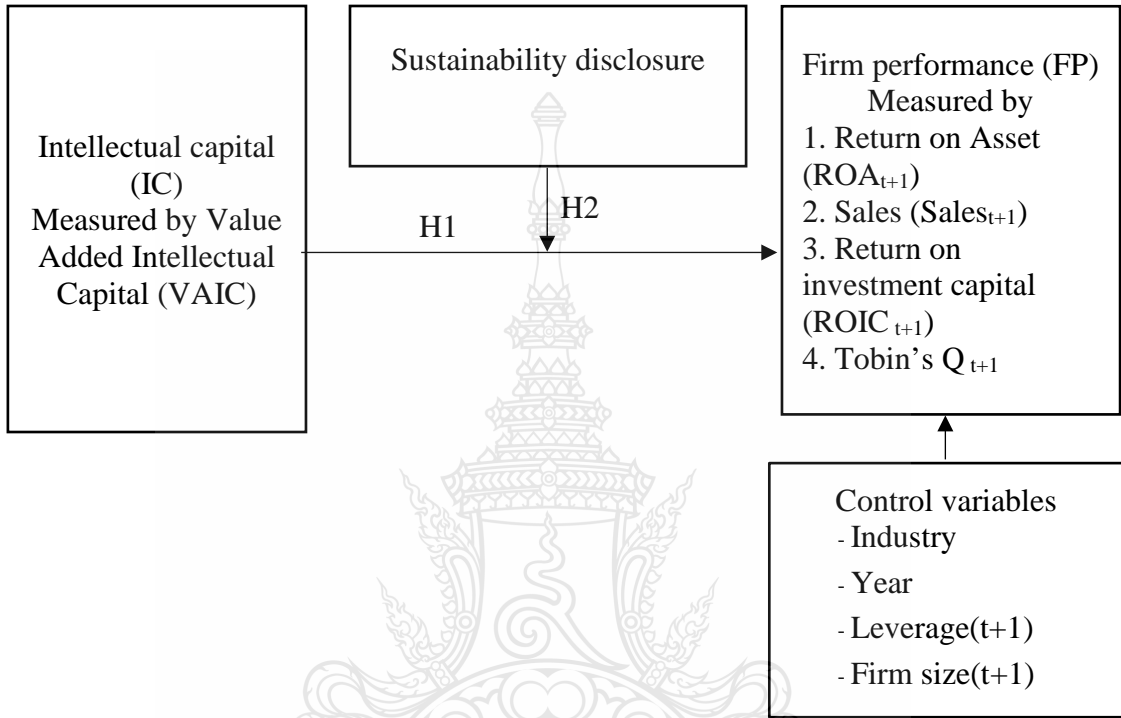 Intellectual capital
(IC)
Measured by Value
Added Intellectual
Capital (VAIC)
Sustainability disclosure
H1
H2
Firm performance (FP)
Measured by
1. Return on Asset
(ROAt+1)
2. Sales (Salest+1)
3. Return on
investment capital
(ROIC t+1)
4. Tobin’s Q t+1
Control variables
- Industry
- Year
- Leverage(t+1)
- Firm size(t+1)